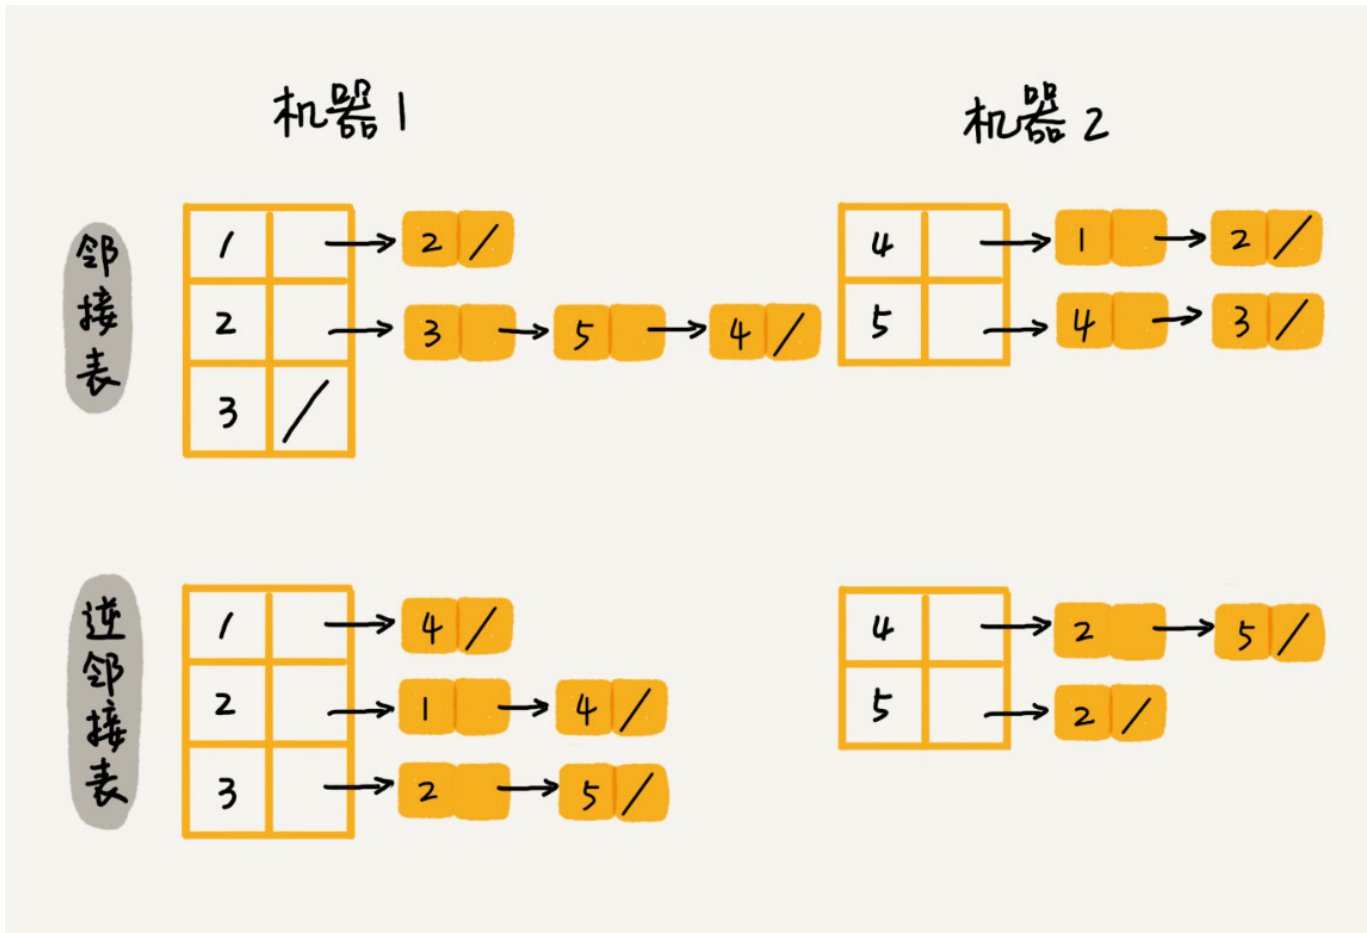 机器1
机器2
邻接表
1 → 2 /
2 → 3 → 5 → 4 /
3 /
4 → 1 → 2 /
5 → 4 → 3 /
逆邻接表
1 → 4 /
2 → 1 → 4 /
3 → 2 → 5 /
4 → 2 → 5 /
5 → 2 /